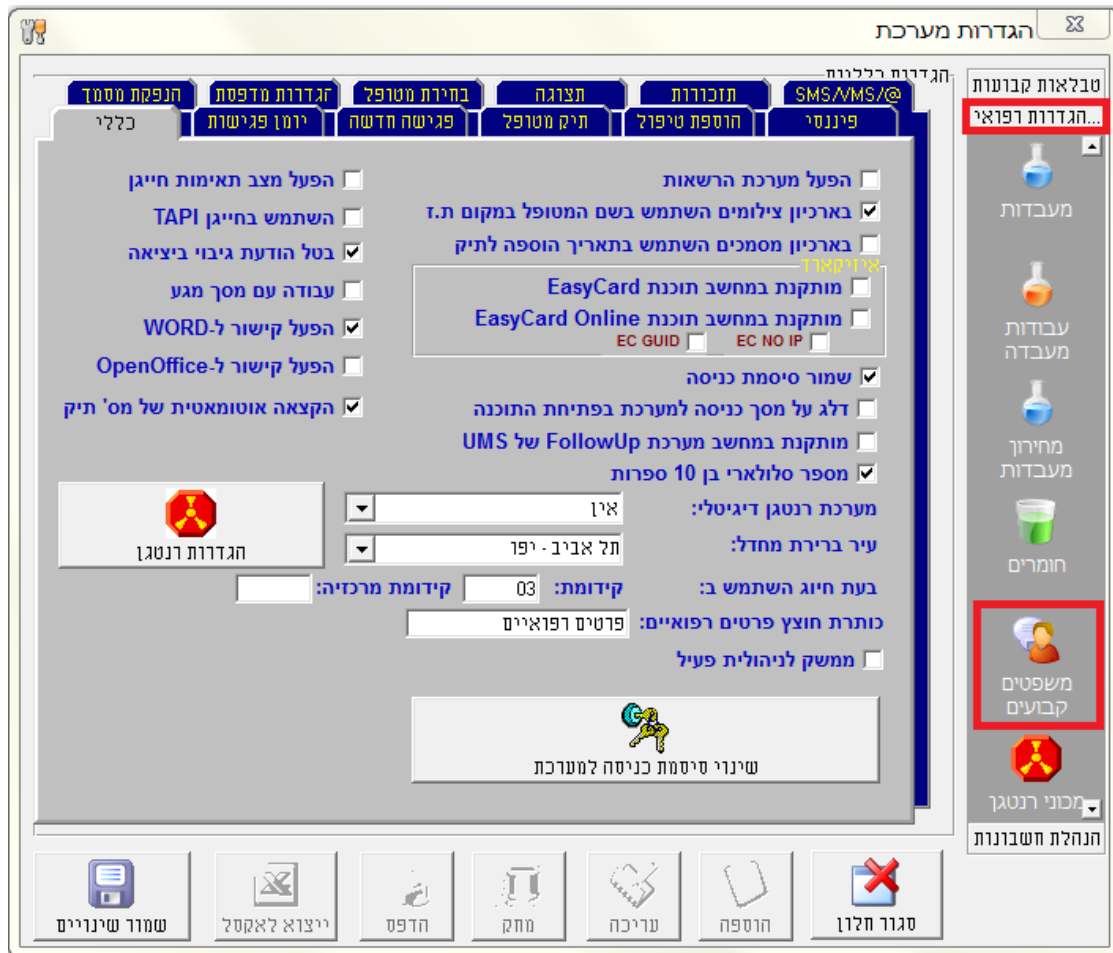 הגדרות מערכת
טבלאות קבועות
הגדרות רפואי...
מעבדות
עבודות
מעבדה
מחירון
מעבדות
חומרים
משפטים
קבועים
מכוני רנטגן
הנהלת חשבונות
הגדרות כלליות
@/SMS/VMS
תזכורות
תצוגה
בחירת מטופל
הגדרות מדפסת
הנפקת מסמך
פיננסי
הוספת טיפול
תיק מטופל
פגישה חדשה
יומן פגישות
כללי
הפעל מערכת הרשאות
בארכיון צילומים השתמש בשם המטופל במקום ת.ז
בארכיון מסמכים השתמש בתאריך הוספה לתיק
איזיקארד
מותקנת במחשב תוכנת EasyCard
מותקנת במחשב תוכנת EasyCard Online
EC GUID EC NO IP
שמור סיסמת כניסה
דלג על מסך כניסה למערכת בפתיחת התוכנה
מותקנת במחשב מערכת FollowUp של UMS
מספר סלולארי בן 10 ספרות
הפעל מצב תאימות חייגן
השתמש בחייגן TAPI
בטל הודעת גיבוי ביציאה
עבודה עם מסך מגע
הפעל קישור ל-WORD
הפעל קישור ל-OpenOffice
הקצאה אוטומאטית של מס' תיק
מערכת רנטגן דיגיטלי: אין
עיר ברירת מחדל: תל אביב - יפו
הגדרות רנטגן
בעת חיוג השתמש ב: קידומת: 03 קידומת מרכזיה:
כותרת חוצץ פרטים רפואיים: פרטים רפואיים
ממשק לניהולית פעיל
שינוי סיסמת כניסה למערכת
סגור חלון
הוספה
עריכה
מחק
הדפס
ייצוא לאקסל
שמור שינויים